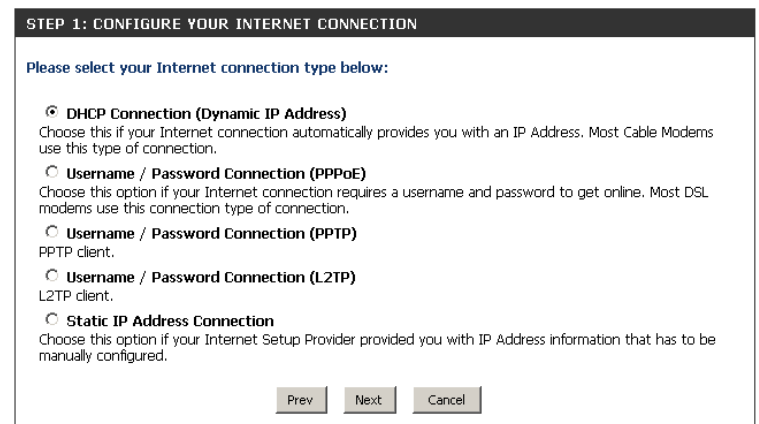 STEP 1: CONFIGURE YOUR INTERNET CONNECTION
Please select your Internet connection type below:
DHCP Connection (Dynamic IP Address)
Choose this if your Internet connection automatically provides you with an IP Address. Most Cable Modems
use this type of connection.
Username / Password Connection (PPPoE)
Choose this option if your Internet connection requires a username and password to get online. Most DSL
modems use this connection type of connection.
Username / Password Connection (PPTP)
PPTP client.
Username / Password Connection (L2TP)
L2TP client.
Static IP Address Connection
Choose this option if your Internet Setup Provider provided you with IP Address information that has to be
manually configured.
Prev Next Cancel